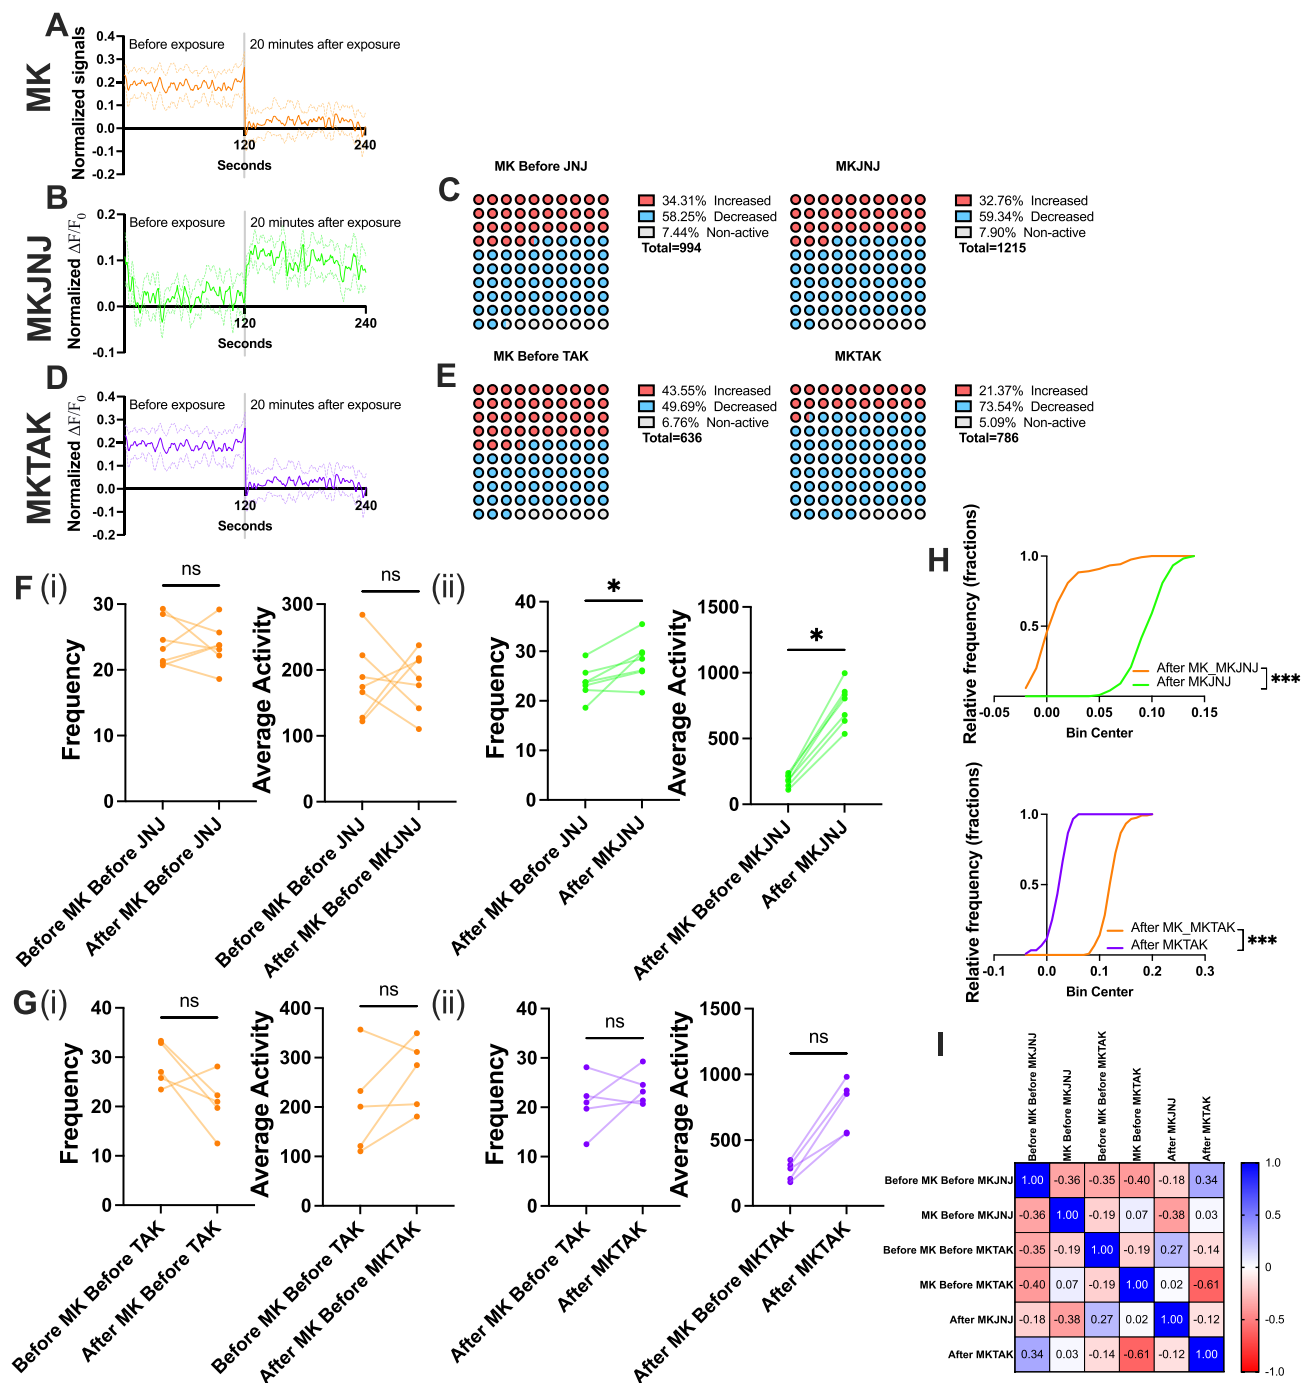 A
MK
Normalized signals
0.4
0.3
0.2
0.1
0.0
-0.1
-0.2
Before exposure
20 minutes after exposure
120
240
Seconds
B
MKJNJ
Normalized ΔF/F0
0.2
0.1
0.0
-0.1
Before exposure
20 minutes after exposure
120
240
Seconds
C
MK Before JNJ
34.31% Increased
58.25% Decreased
7.44% Non-active
Total=994
MKJNJ
32.76% Increased
59.34% Decreased
7.90% Non-active
Total=1215
D
MKTAK
Normalized ΔF/F0
0.4
0.3
0.2
0.1
0.0
-0.1
-0.2
Before exposure
20 minutes after exposure
120
240
Seconds
E
MK Before TAK
43.55% Increased
49.69% Decreased
6.76% Non-active
Total=636
MKTAK
21.37% Increased
73.54% Decreased
5.09% Non-active
Total=786
F (i)
ns
Frequency
30
20
10
0
Before MK Before JNJ
After MK Before JNJ
ns
Average Activity
300
200
100
0
Before MK Before JNJ
After MK Before MKJNJ
(ii)
*
Frequency
40
30
20
10
0
After MK Before JNJ
After MKJNJ
*
Average Activity
1500
1000
500
0
After MK Before MKJNJ
After MKJNJ
G (i)
ns
Frequency
40
30
20
10
0
Before MK Before TAK
After MK Before TAK
ns
Average Activity
400
300
200
100
0
Before MK Before TAK
After MK Before MKTAK
(ii)
ns
Frequency
40
30
20
10
0
After MK Before TAK
After MKTAK
ns
Average Activity
1500
1000
500
0
After MK Before MKTAK
After MKTAK
H
Relative frequency (fractions)
1.0
0.5
After MK_MKJNJ
After MKJNJ
***
-0.05
0.00
0.05
0.10
0.15
Bin Center
Relative frequency (fractions)
1.0
0.5
After MK_MKTAK
After MKTAK
***
-0.1
0.0
0.1
0.2
0.3
Bin Center
I
Before MK Before MKJNJ
MK Before MKJNJ
Before MK Before MKTAK
MK Before MKTAK
After MKJNJ
After MKTAK
Before MK Before MKJNJ 1.00 -0.36 -0.35 -0.40 -0.18 0.34
MK Before MKJNJ -0.36 1.00 -0.19 0.07 -0.38 0.03
Before MK Before MKTAK -0.35 -0.19 1.00 -0.19 0.27 -0.14
MK Before MKTAK -0.40 0.07 -0.19 1.00 0.02 -0.61
After MKJNJ -0.18 -0.38 0.27 0.02 1.00 -0.12
After MKTAK 0.34 0.03 -0.14 -0.61 -0.12 1.00
1.0
0.5
0
-0.5
-1.0